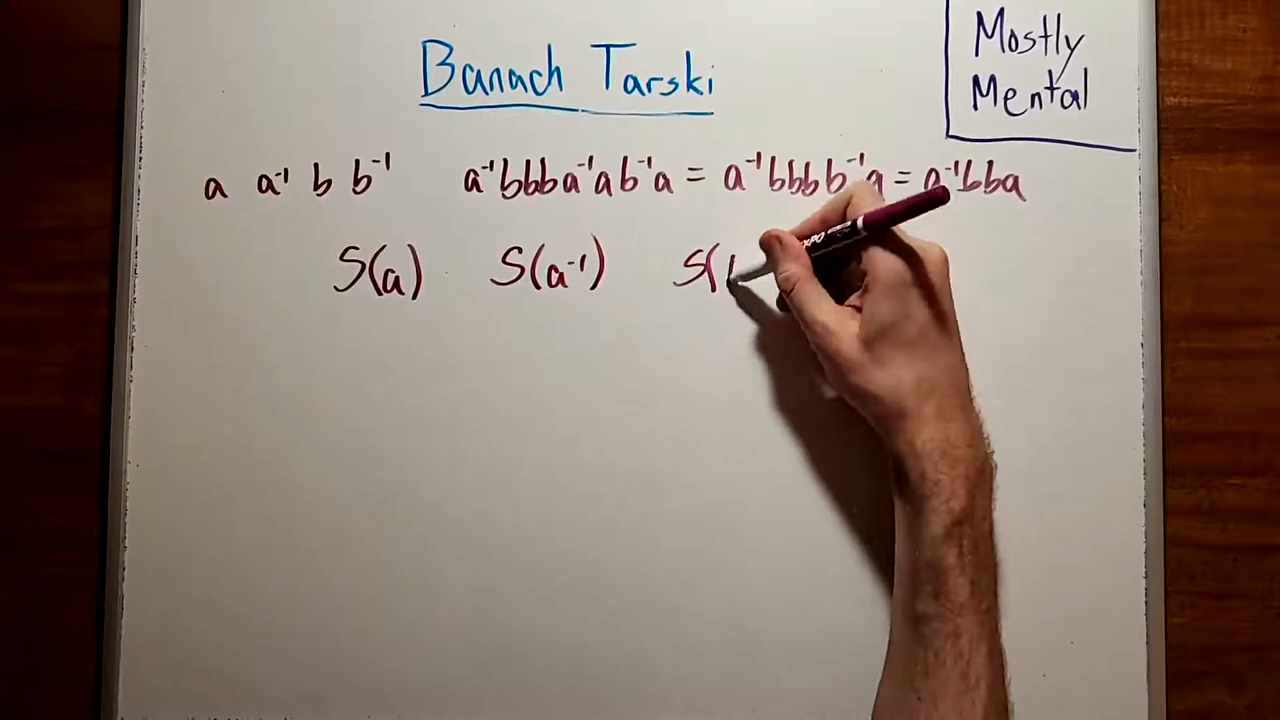 Banach Tarski
Mostly
Mental
a a⁻¹ b b⁻¹ a⁻¹bbba⁻¹ab⁻¹a = a⁻¹bbbb⁻¹a = a⁻¹bba
S(a) S(a⁻¹) S(